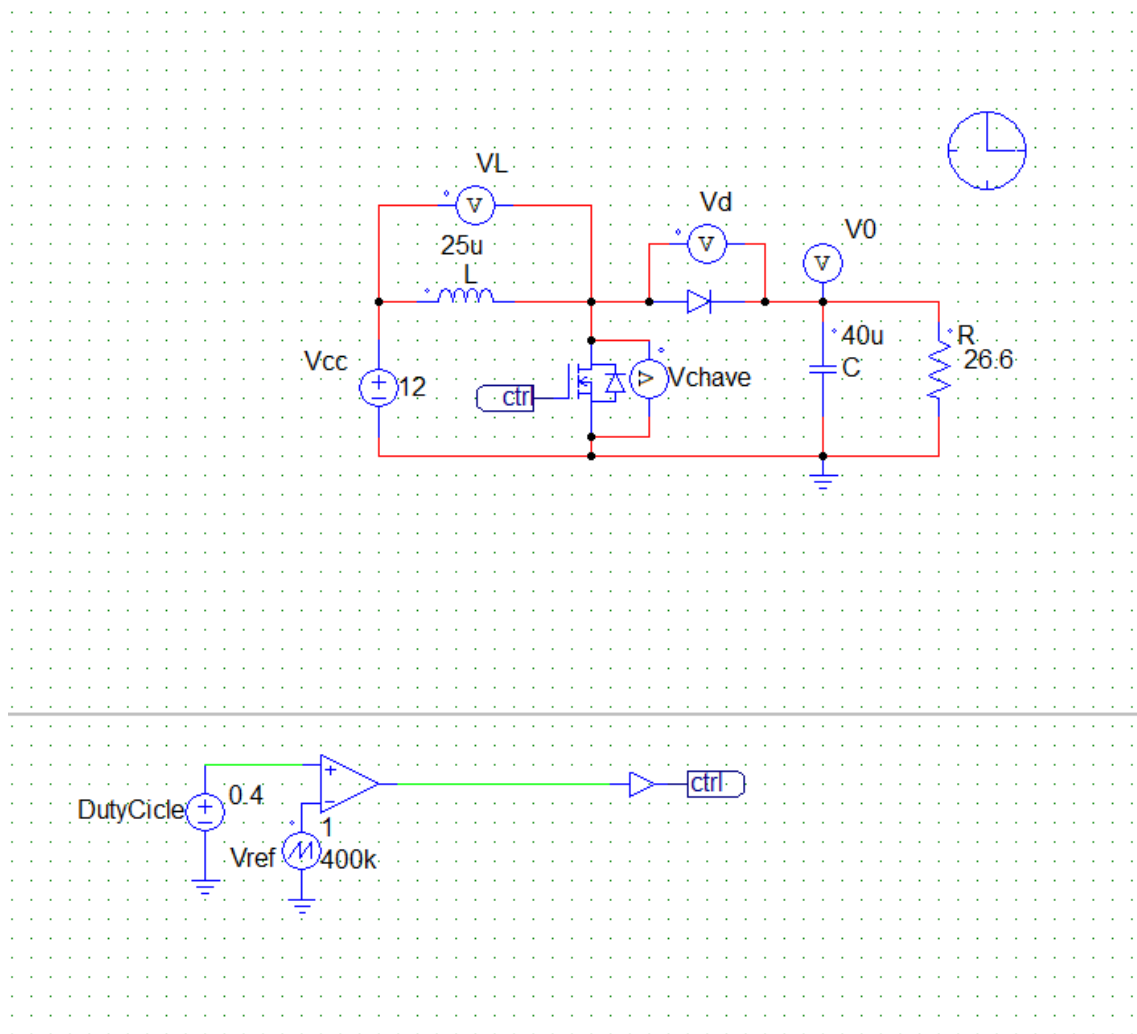 VL
V
25u
L
Vd
V
V0
V
Vcc
12
ctrl
V
Vchave
40u
C
R
26.6
DutyCicle
0.4
Vref
1
400k
ctrl